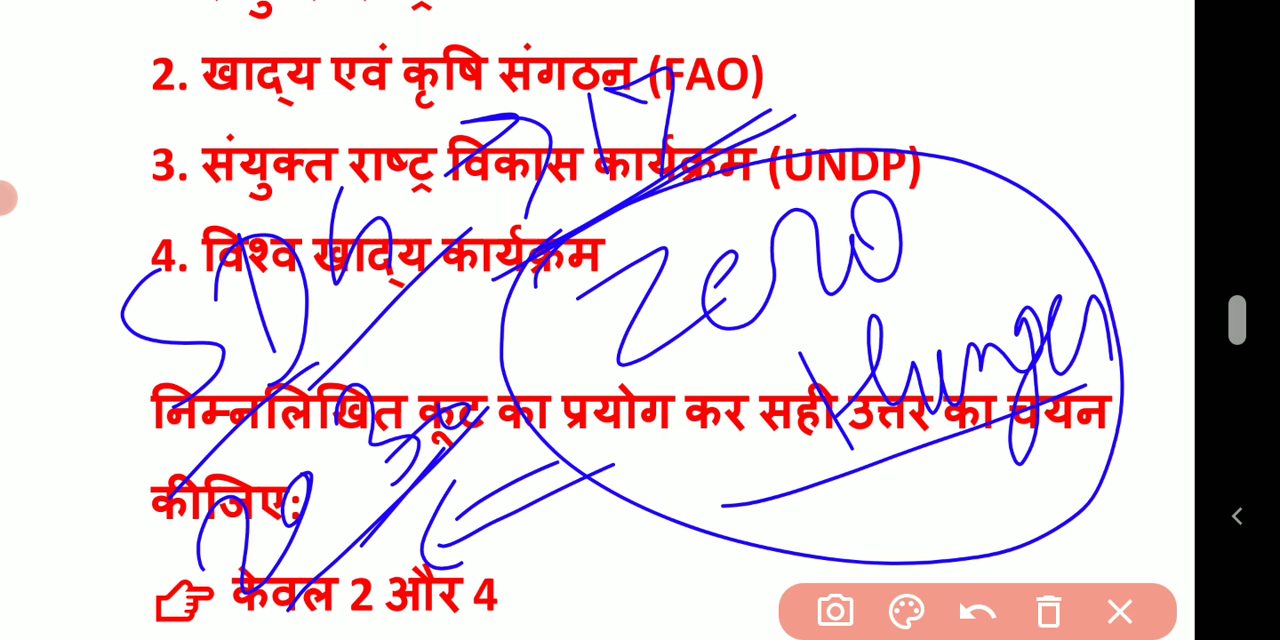 2. खाद्य एवं कृषि संगठन (FAO)
3. संयुक्त राष्ट्र विकास कार्यक्रम (UNDP)
4. विश्व खाद्य कार्यक्रम
zero
Hunger
निम्नलिखित कूट का प्रयोग कर सही उत्तर का चयन
कीजिए:
केवल 2 और 4